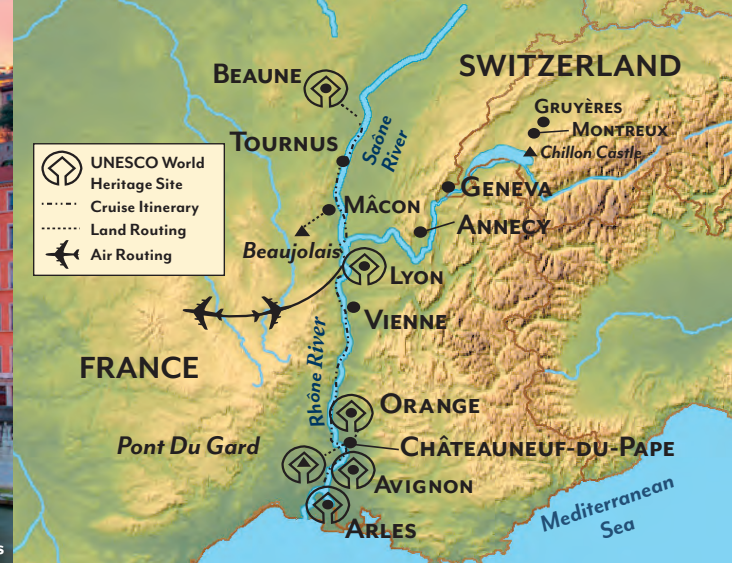 SWITZERLAND
BEAUNE
GRUYÈRES
MONTREUX
Chillon Castle
TOURNUS
Saône
River
UNESCO World
Heritage Site
Cruise Itinerary
Land Routing
Air Routing
GENEVA
MÂCON
ANNECY
Beaujolais
LYON
VIENNE
FRANCE
Rhône River
ORANGE
Pont Du Gard
CHÂTEAUNEUF-DU-PAPE
AVIGNON
Mediterranean
Sea
ARLES
s